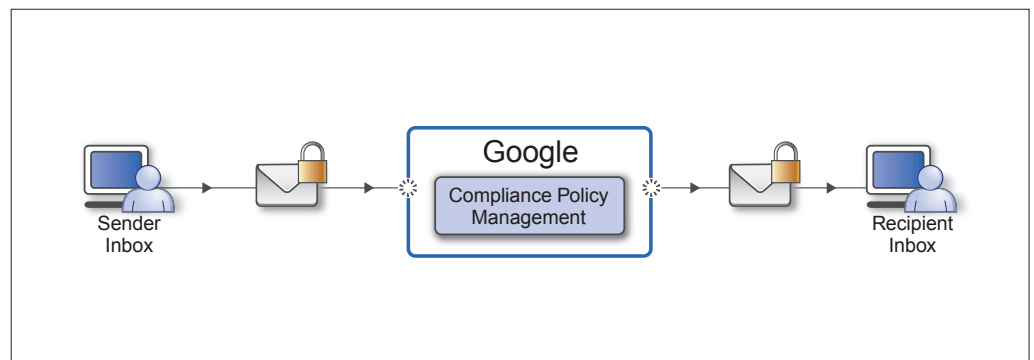 Google
Compliance Policy
Management
Sender
Inbox
Recipient
Inbox